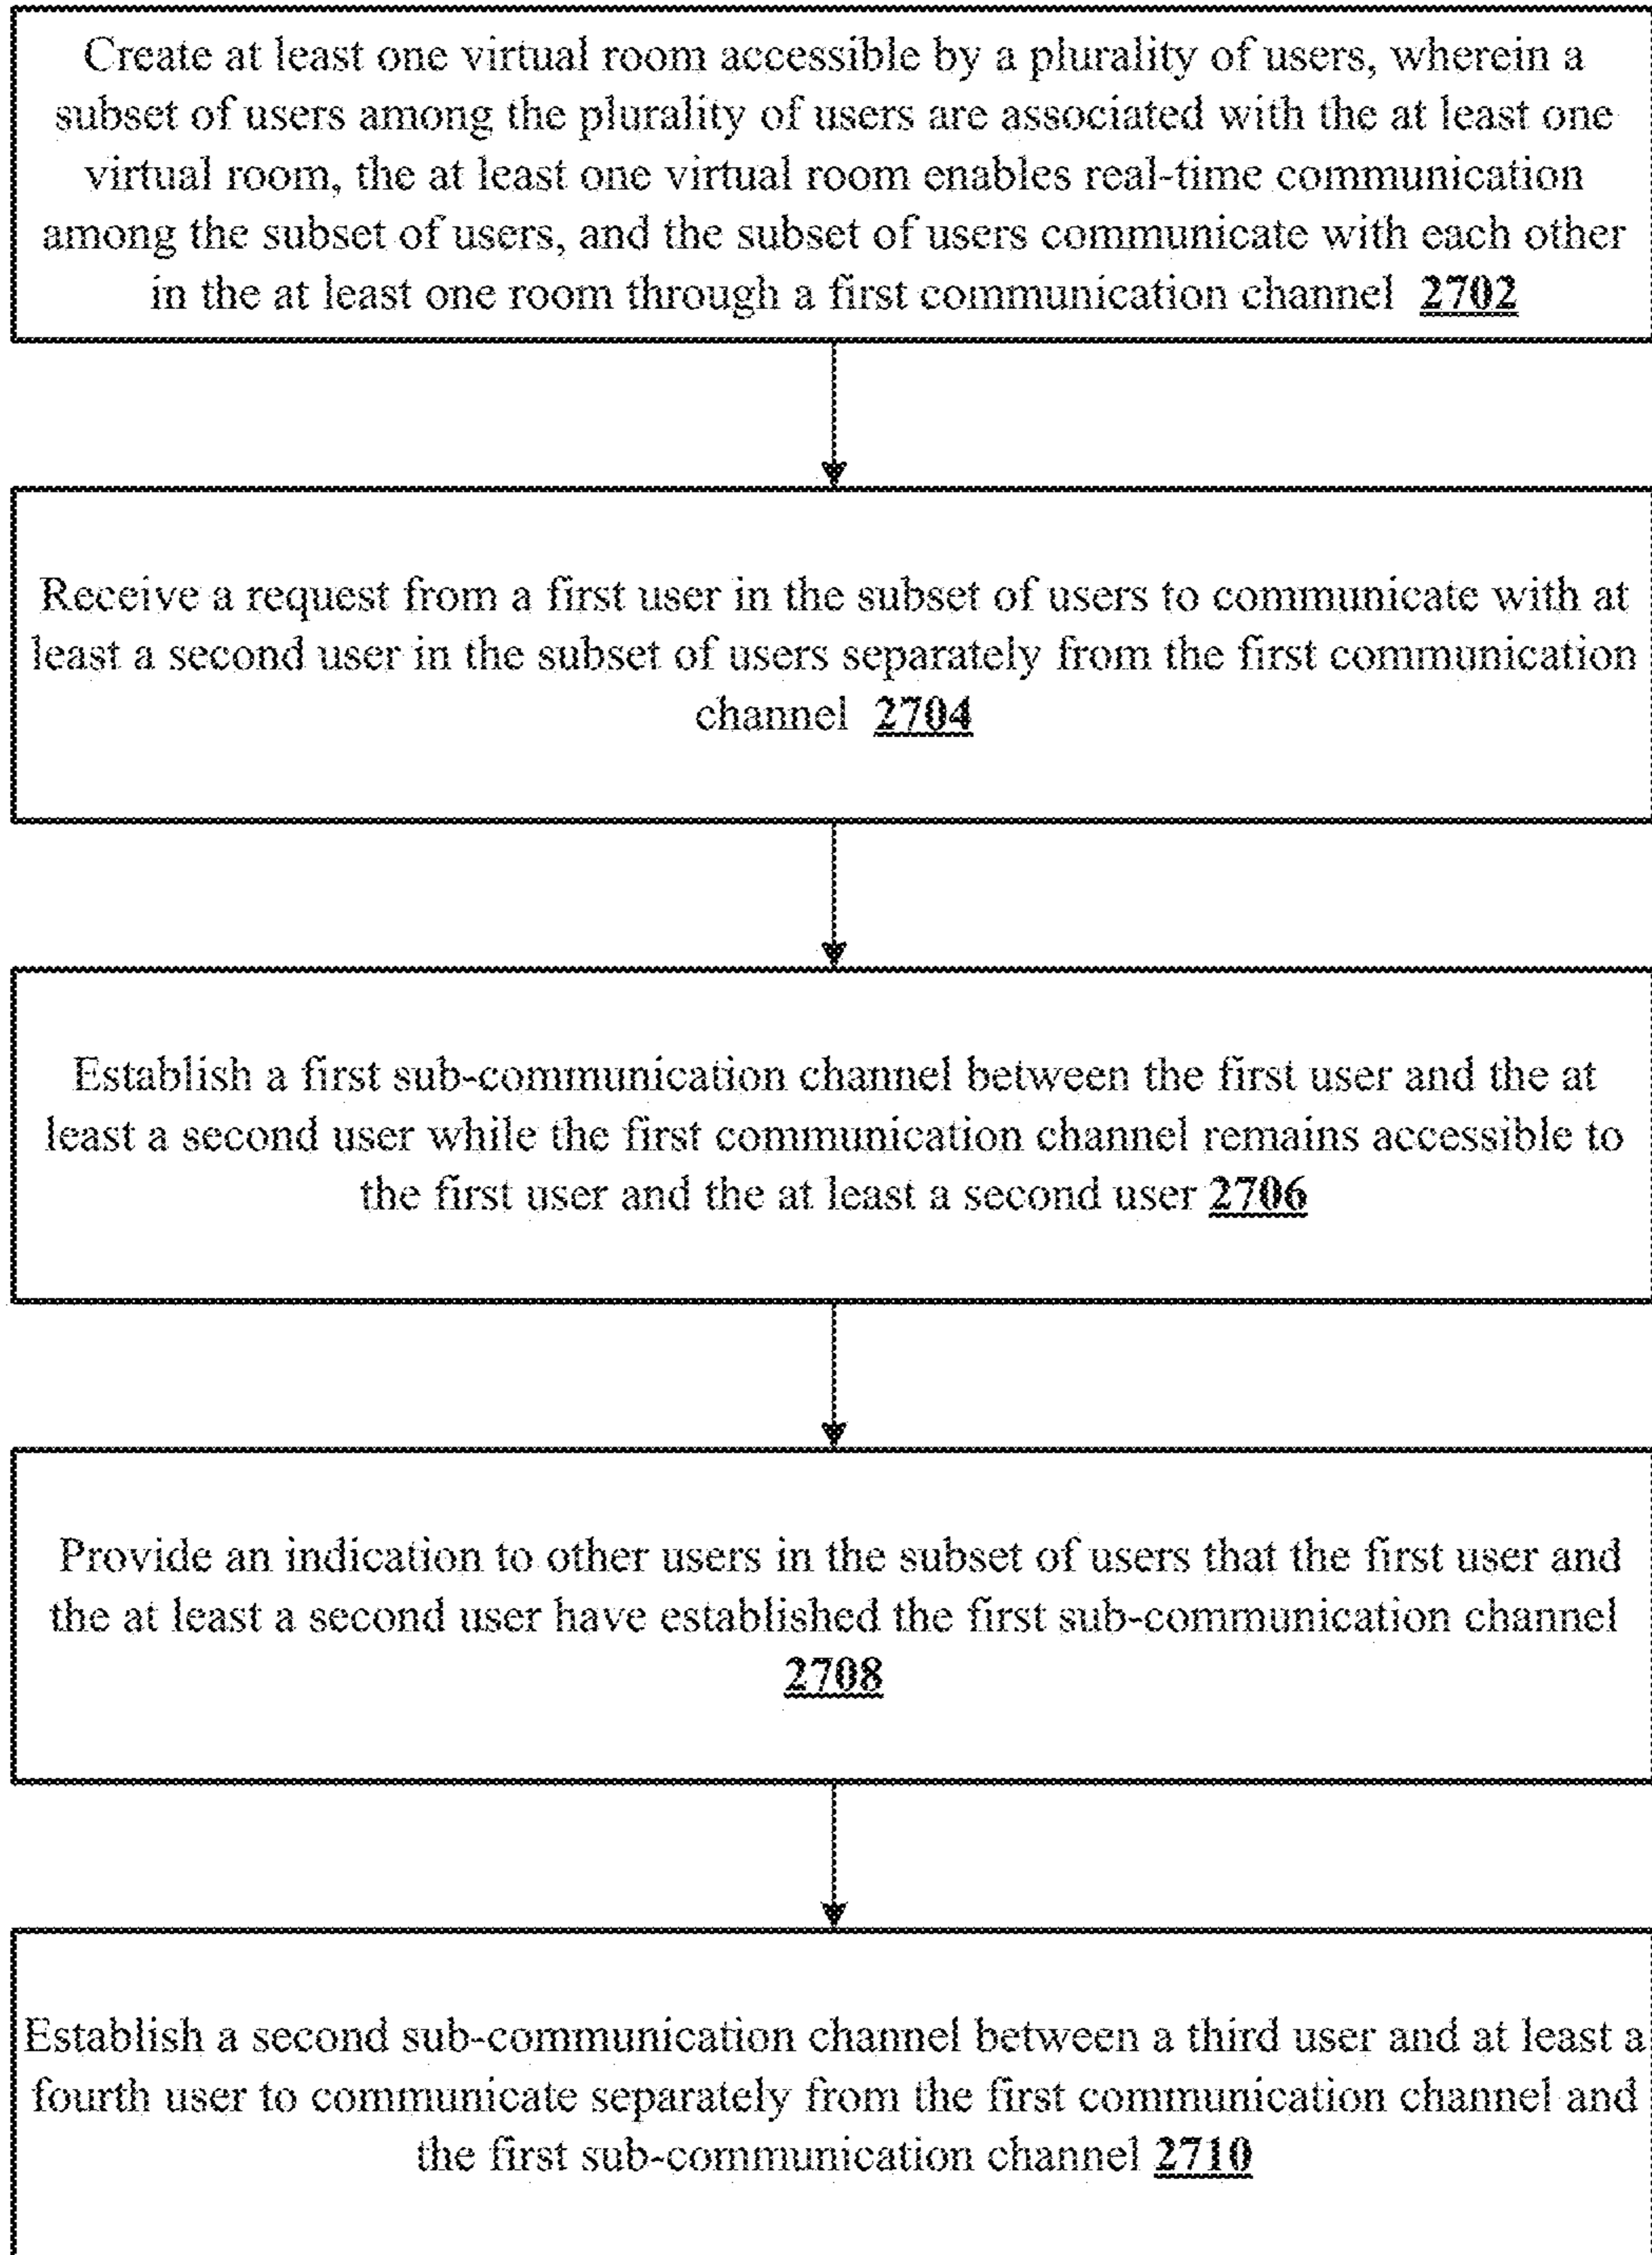 Create at least one virtual room accessible by a plurality of users, wherein a
subset of users among the plurality of users are associated with the at least one
virtual room, the at least one virtual room enables real-time communication
among the subset of users, and the subset of users communicate with each other
in the at least one room through a first communication channel 2702
Receive a request from a first user in the subset of users to communicate with at
least a second user in the subset of users separately from the first communication
channel 2704
Establish a first sub-communication channel between the first user and the at
least a second user while the first communication channel remains accessible to
the first user and the at least a second user 2706
Provide an indication to other users in the subset of users that the first user and
the at least a second user have established the first sub-communication channel
2708
Establish a second sub-communication channel between a third user and at least a
fourth user to communicate separately from the first communication channel and
the first sub-communication channel 2710